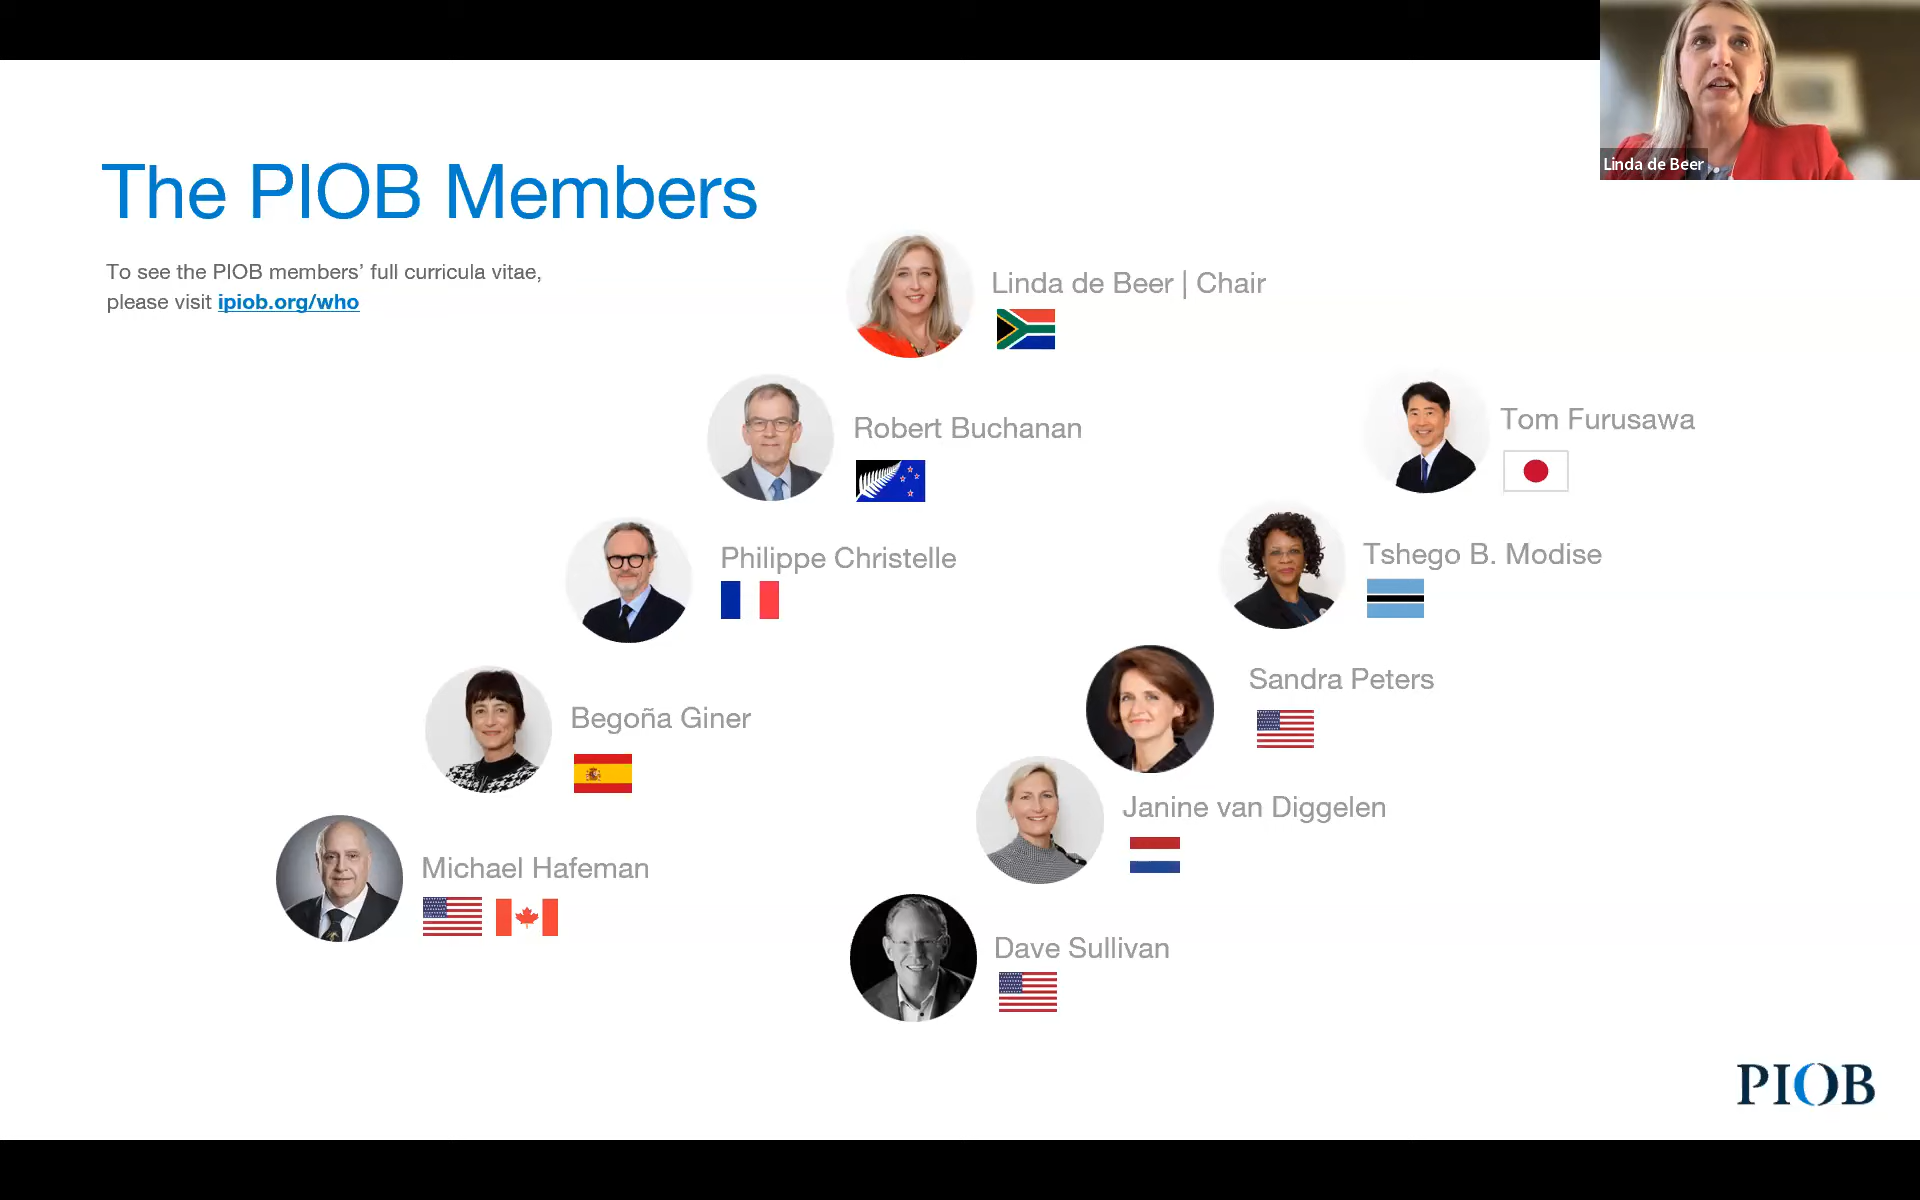 Linda de Beer
The PIOB Members
To see the PIOB members’ full curricula vitae,
please visit ipiob.org/who
Linda de Beer | Chair
Robert Buchanan
Tom Furusawa
Philippe Christelle
Tshego B. Modise
Sandra Peters
Begoña Giner
Janine van Diggelen
Michael Hafeman
Dave Sullivan
PIOB